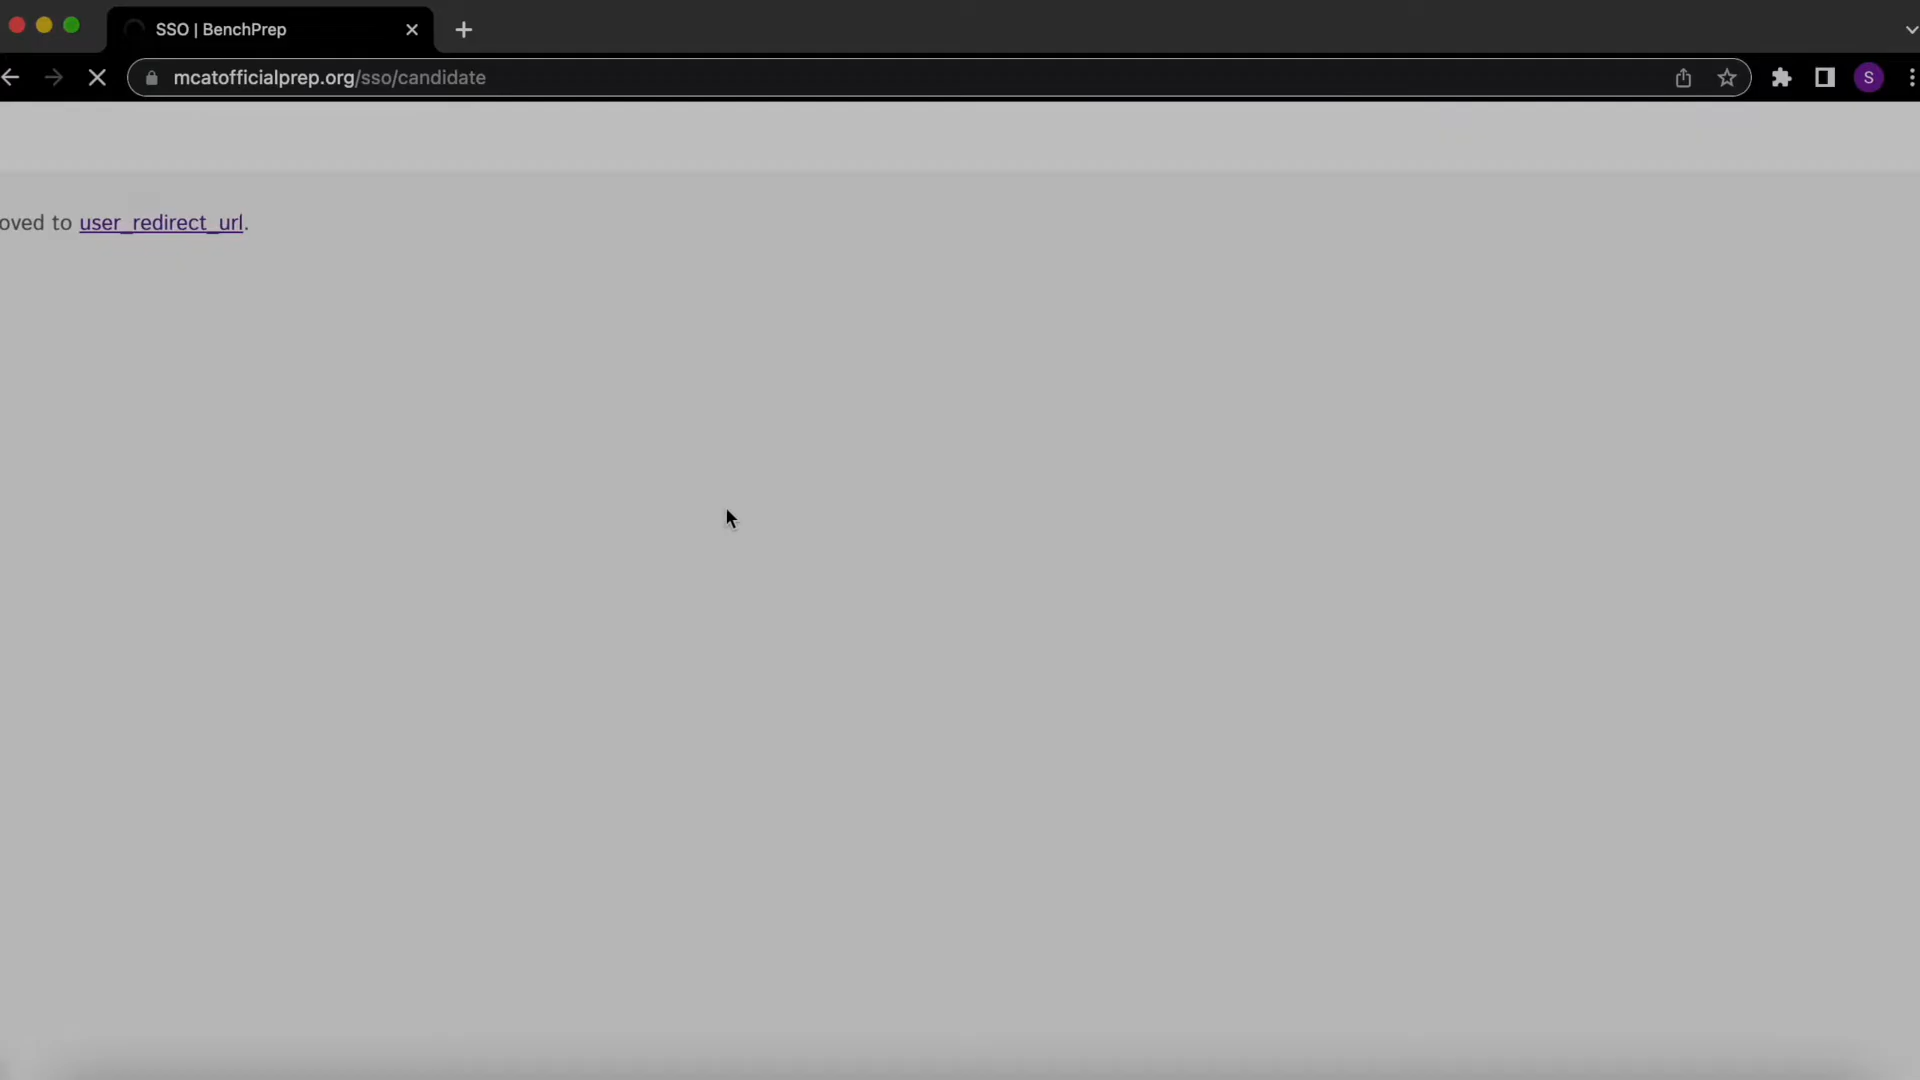 SSO | BenchPrep
mcatofficialprep.org/sso/candidate
S
oved to user_redirect_url.